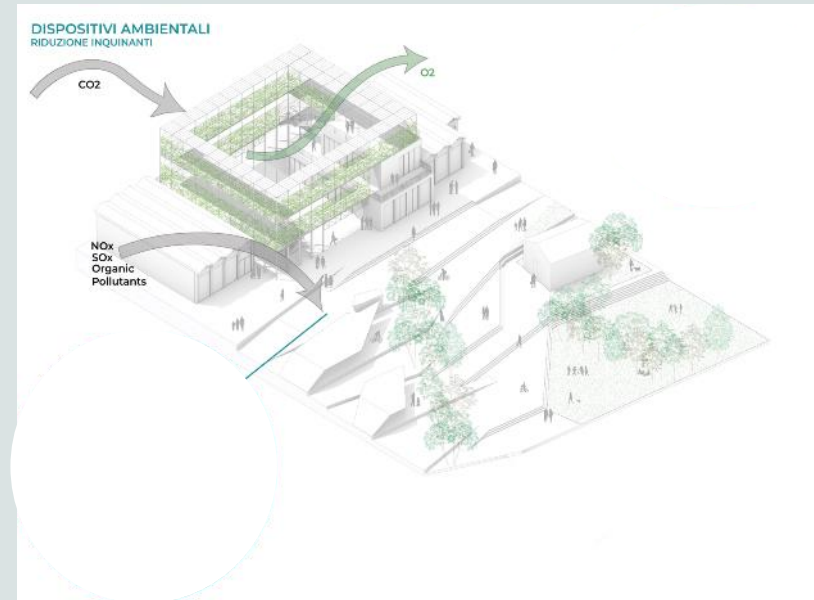 DISPOSITIVI AMBIENTALI
RIDUZIONE INQUINANTI
CO2
O2
NOx
SOx
Organic
Pollutants